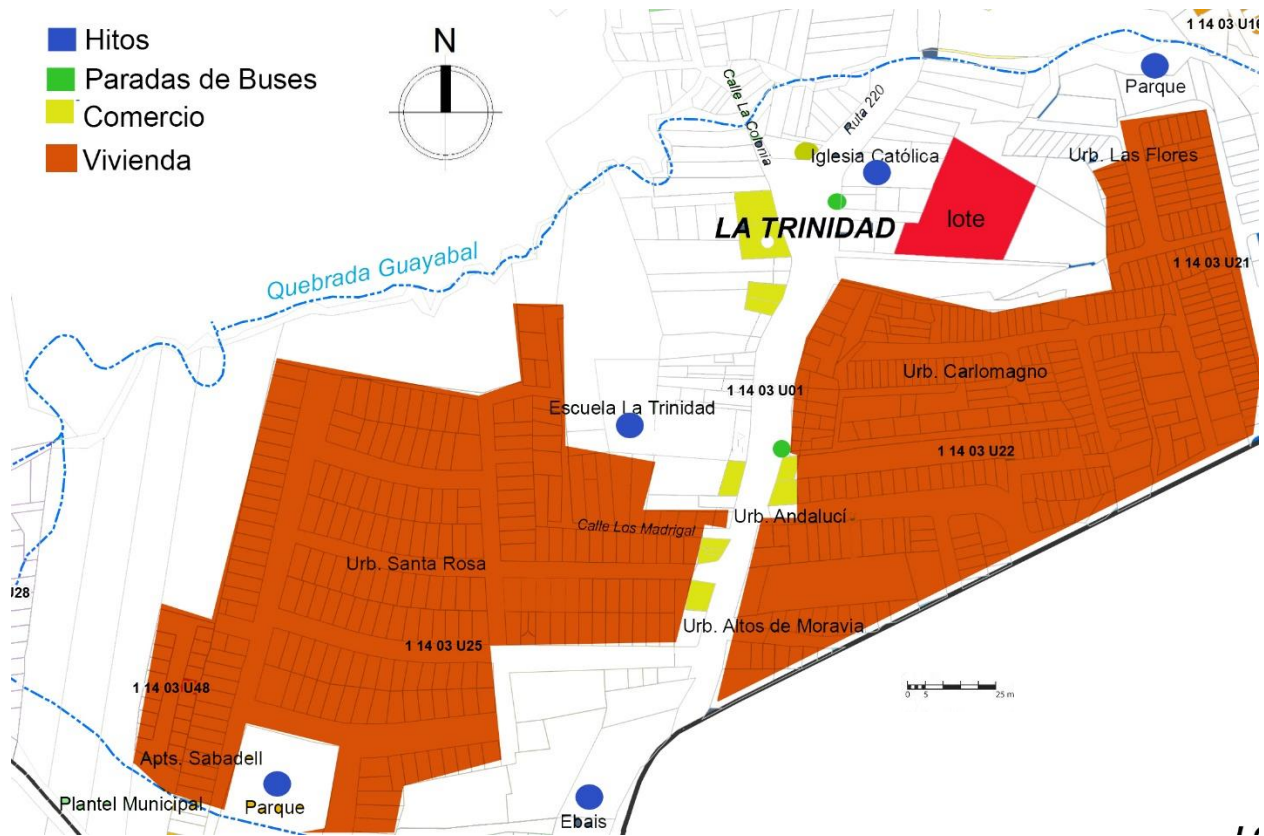 Hitos
Paradas de Buses
Comercio
Vivienda
N
1 14 03 U16
Parque
Calle La Colonia
Ruta 220
Iglesia Católica
Urb. Las Flores
LA TRINIDAD
lote
Quebrada Guayabal
1 14 03 U21
Urb. Carlomagno
1 14 03 U01
Escuela La Trinidad
1 14 03 U22
Urb. Andalucí
Calle Los Madrigal
Urb. Santa Rosa
U28
Urb. Altos de Moravia
1 14 03 U25
1 14 03 U48
0 5 25 m
Apts. Sabadell
Plantel Municipal
Parque
Ebais